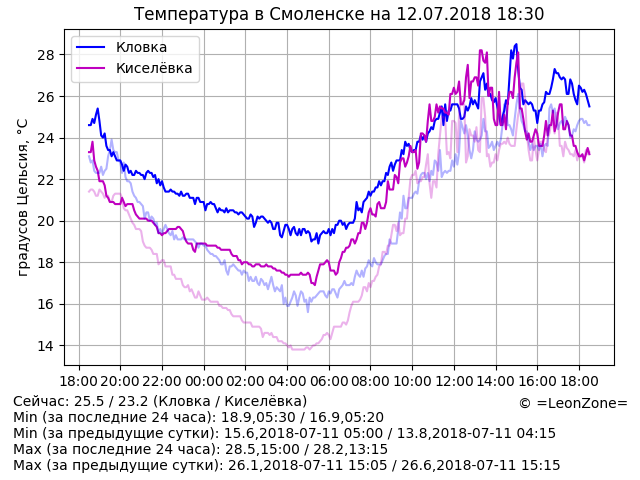 Температура в Смоленске на 12.07.2018 18:30
Кловка
Киселёвка
градусов Цельсия, °C
28
26
24
22
20
18
16
14
18:00 20:00 22:00 00:00 02:00 04:00 06:00 08:00 10:00 12:00 14:00 16:00 18:00
Сейчас: 25.5 / 23.2 (Кловка / Киселёвка)
© =LeonZone=
Min (за последние 24 часа): 18.9,05:30 / 16.9,05:20
Min (за предыдущие сутки): 15.6,2018-07-11 05:00 / 13.8,2018-07-11 04:15
Max (за последние 24 часа): 28.5,15:00 / 28.2,13:15
Max (за предыдущие сутки): 26.1,2018-07-11 15:05 / 26.6,2018-07-11 15:15